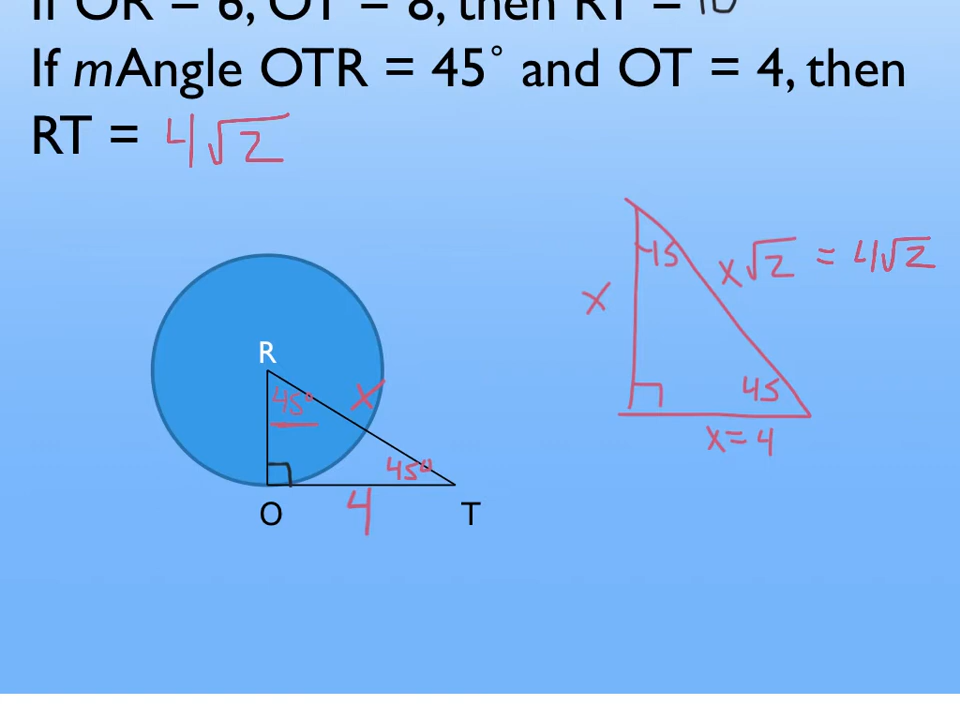 If OR = 6, OT = 8, then RT = 10
If mAngle OTR = 45° and OT = 4, then
RT = 4√2
45
x√2 = 4√2
x
R
45°
x
45
45°
x=4
4
O
T